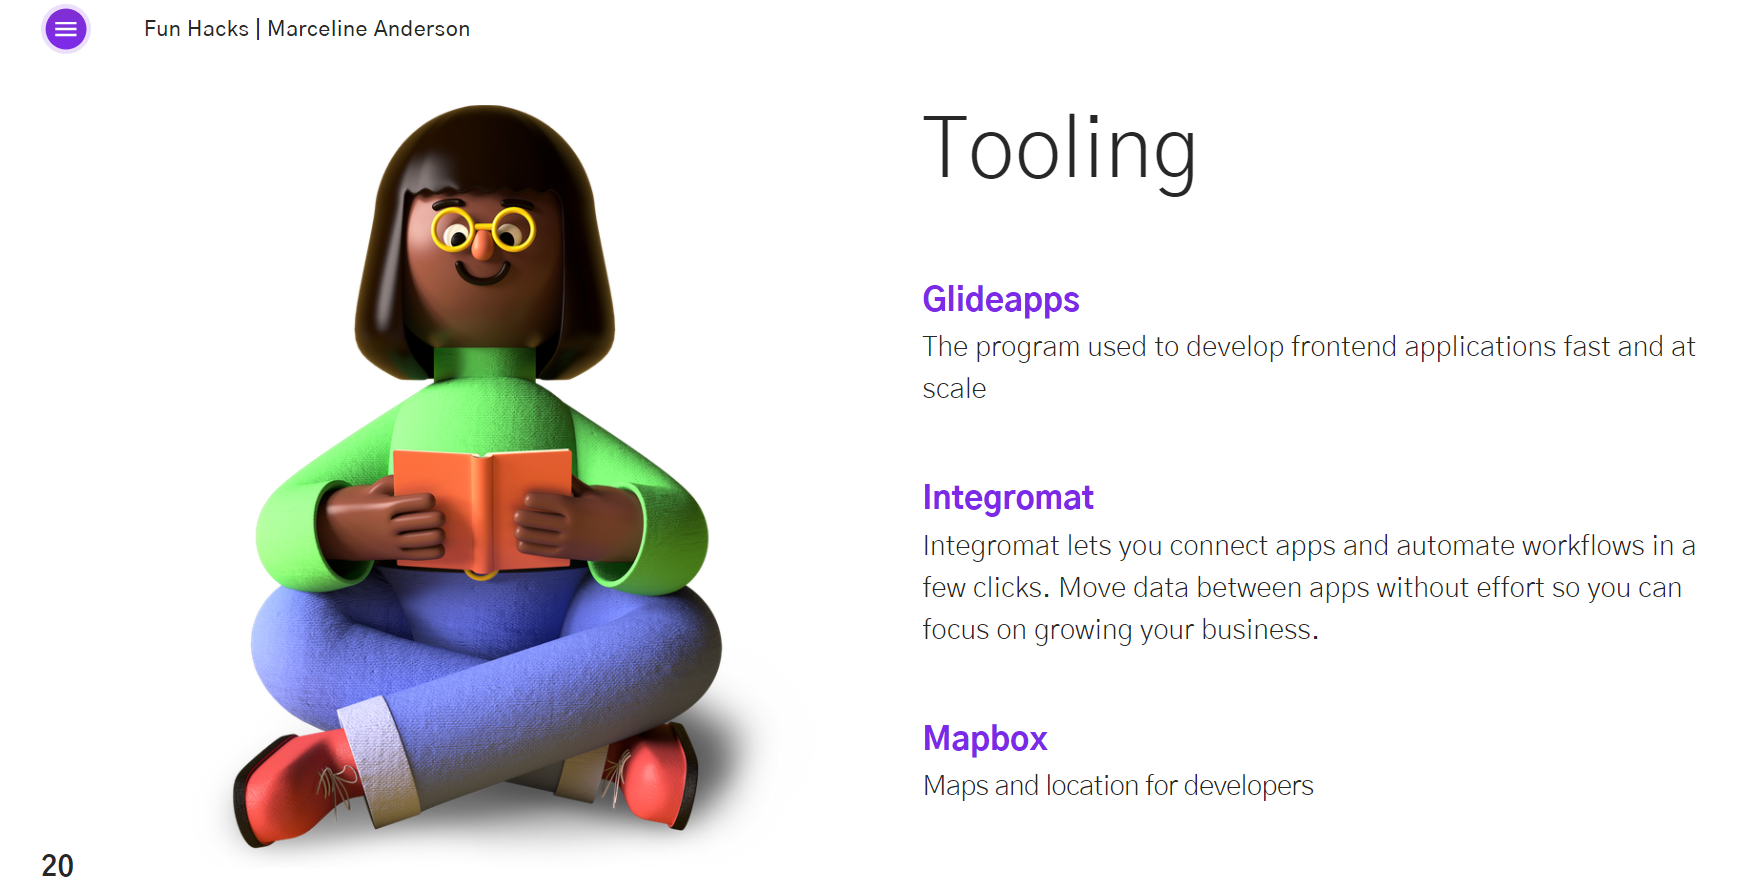 Fun Hacks | Marceline Anderson
Tooling
Glideapps
The program used to develop frontend applications fast and at
scale
Integromat
Integromat lets you connect apps and automate workflows in a
few clicks. Move data between apps without effort so you can
focus on growing your business.
Mapbox
Maps and location for developers
20